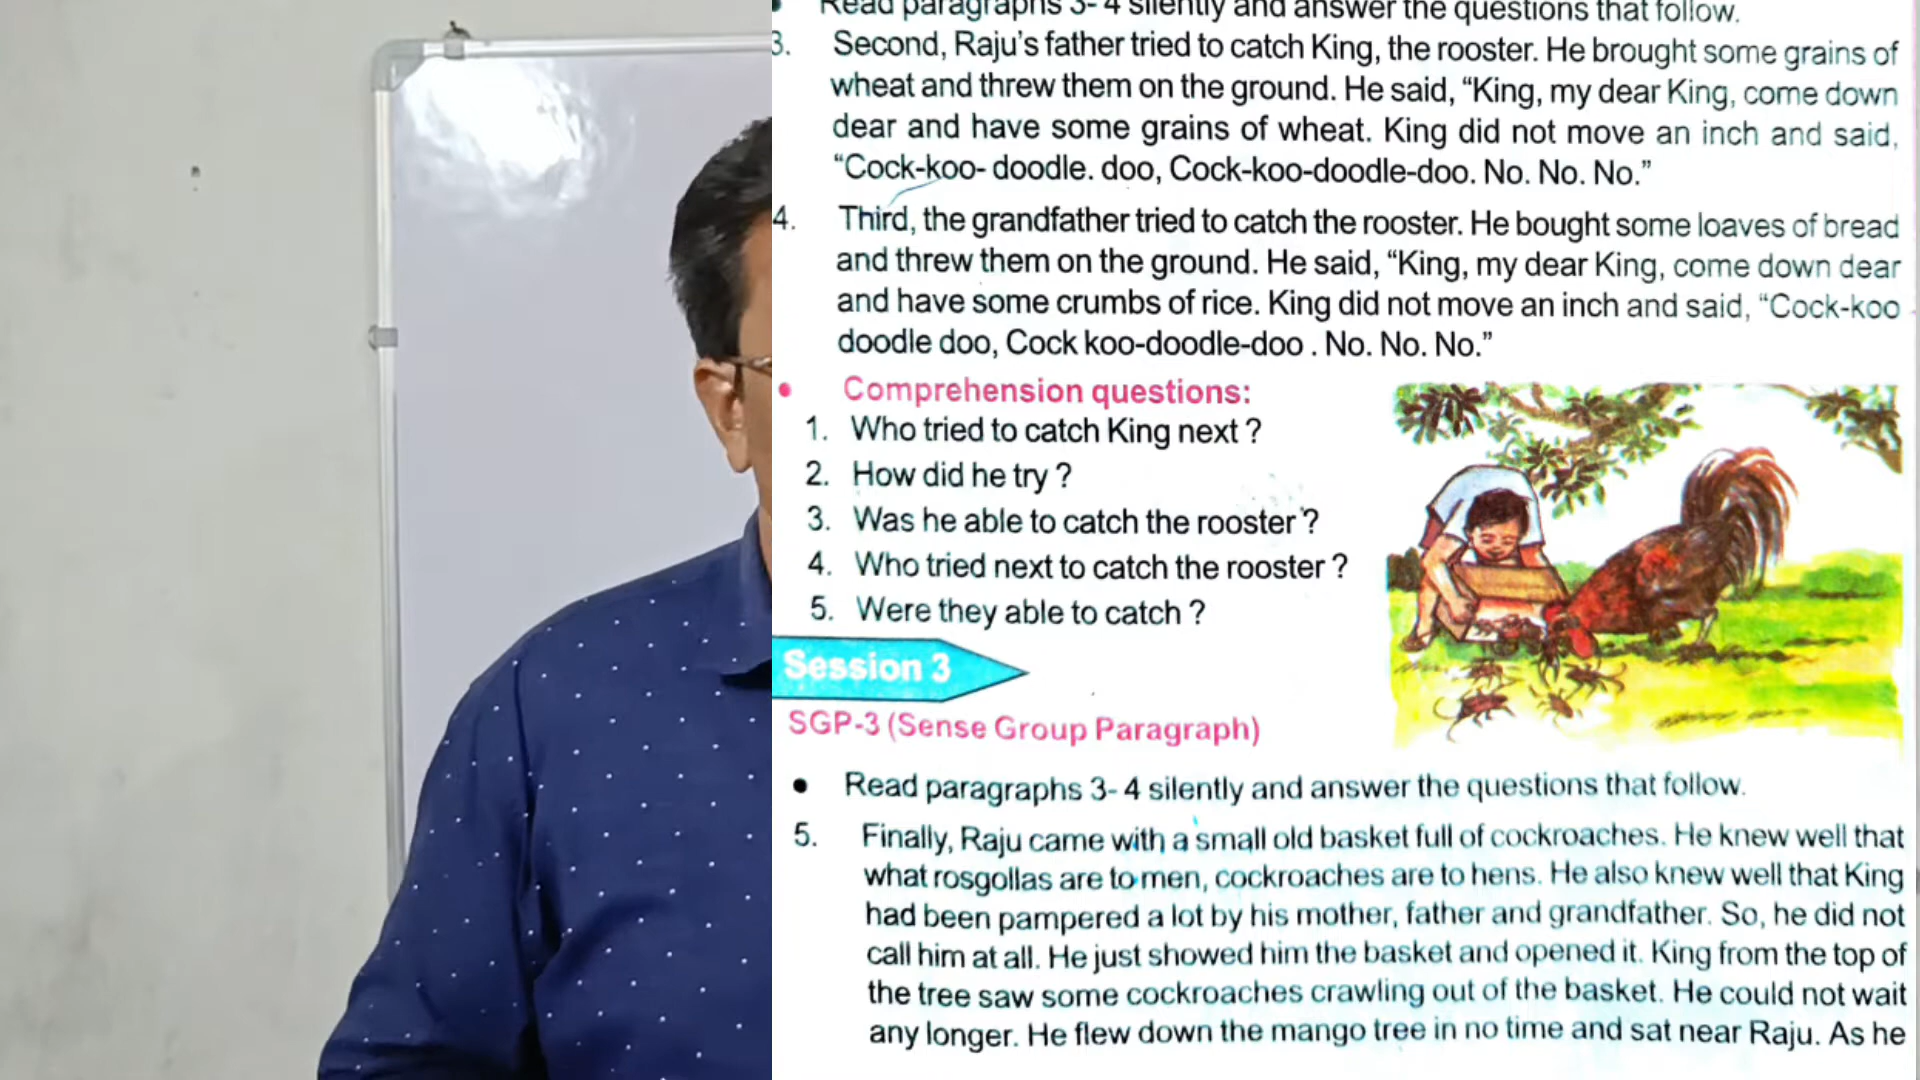 Read paragraphs 3- 4 silently and answer the questions that follow.
3. Second, Raju's father tried to catch King, the rooster. He brought some grains of
wheat and threw them on the ground. He said, “King, my dear King, come down
dear and have some grains of wheat. King did not move an inch and said,
“Cock-koo- doodle. doo, Cock-koo-doodle-doo. No. No. No.”
4. Third, the grandfather tried to catch the rooster. He bought some loaves of bread
and threw them on the ground. He said, “King, my dear King, come down dear
and have some crumbs of rice. King did not move an inch and said, “Cock-koo
doodle doo, Cock koo-doodle-doo . No. No. No.”
• Comprehension questions:
1. Who tried to catch King next ?
2. How did he try ?
3. Was he able to catch the rooster ?
4. Who tried next to catch the rooster ?
5. Were they able to catch ?
Session 3
SGP-3 (Sense Group Paragraph)
• Read paragraphs 3- 4 silently and answer the questions that follow.
5. Finally, Raju came with a small old basket full of cockroaches. He knew well that
what rosgollas are to men, cockroaches are to hens. He also knew well that King
had been pampered a lot by his mother, father and grandfather. So, he did not
call him at all. He just showed him the basket and opened it. King from the top of
the tree saw some cockroaches crawling out of the basket. He could not wait
any longer. He flew down the mango tree in no time and sat near Raju. As he